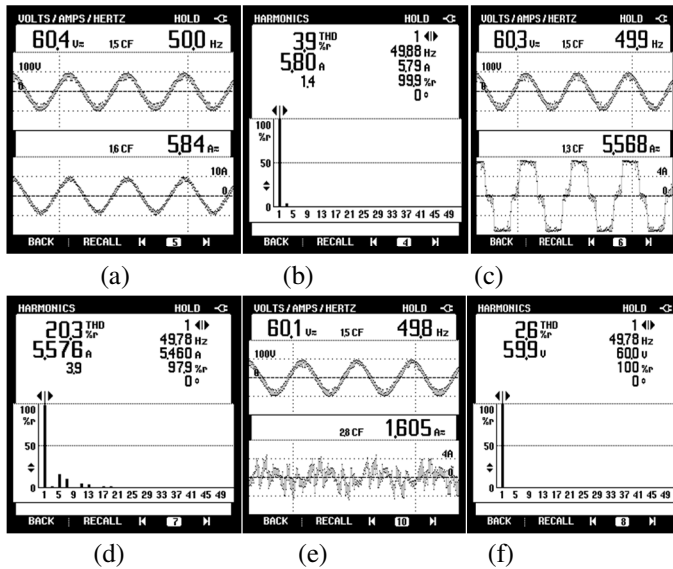 VOLTS/AMPS/HERTZ HOLD
60,4 V≂ 1,5 CF 50,0 Hz
100V
0
1,6 CF 5,84 A≂
10A
0
BACK | RECALL 5
(a)
HARMONICS HOLD
3,9 THD %r 1
49,88 Hz
5,80 A 5,79 A
1,4 99,9 %r
0°
100
%r
50
0
1 5 9 13 17 21 25 29 33 37 41 45 49
BACK | RECALL 4
(b)
VOLTS/AMPS/HERTZ HOLD
60,3 V≂ 1,5 CF 49,9 Hz
100V
0
1,3 CF 5,568 A≂
4A
0
BACK | RECALL 6
(c)
HARMONICS HOLD
20,3 THD %r 1
49,78 Hz
5,576 A 5,460 A
3,9 97,9 %r
0°
100
%r
50
0
1 5 9 13 17 21 25 29 33 37 41 45 49
BACK | RECALL 7
(d)
VOLTS/AMPS/HERTZ HOLD
60,1 V≂ 1,5 CF 49,8 Hz
100V
0
2,8 CF 1,605 A≂
4A
0
BACK | RECALL 10
(e)
HARMONICS HOLD
2,6 THD %r 1
49,78 Hz
59,9 V 60,0 V
100 %r
0°
100
%r
50
0
1 5 9 13 17 21 25 29 33 37 41 45 49
BACK | RECALL 8
(f)